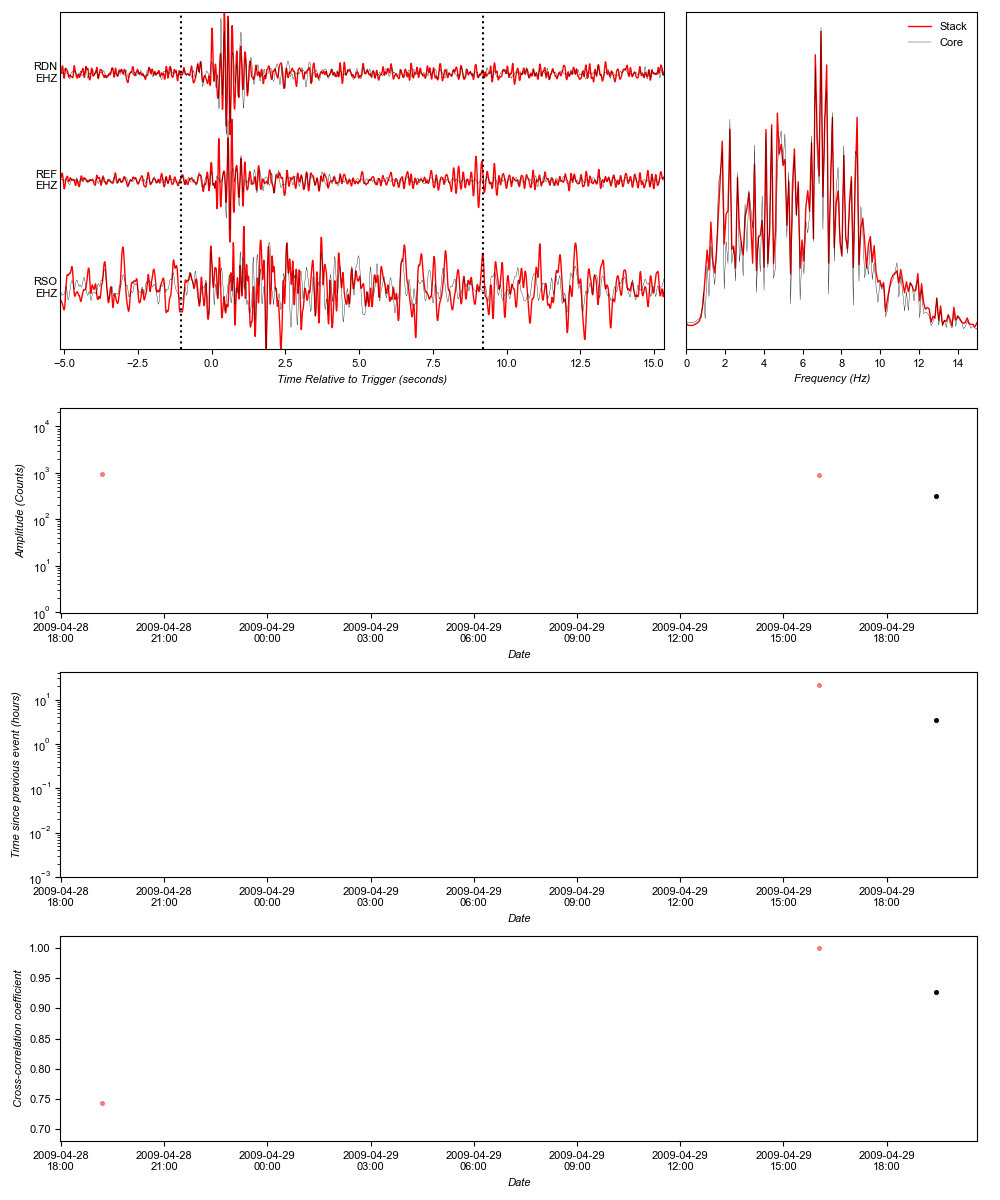 RDN
EHZ
REF
EHZ
RSO
EHZ
−5.0 −2.5 0.0 2.5 5.0 7.5 10.0 12.5 15.0
Time Relative to Trigger (seconds)
Stack
Core
0 2 4 6 8 10 12 14
Frequency (Hz)
Amplitude (Counts)
10⁴
10³
10²
10¹
10⁰
2009-04-28 2009-04-28 2009-04-29 2009-04-29 2009-04-29 2009-04-29 2009-04-29 2009-04-29 2009-04-29
18:00 21:00 00:00 03:00 06:00 09:00 12:00 15:00 18:00
Date
Time since previous event (hours)
10¹
10⁰
10⁻¹
10⁻²
10⁻³
2009-04-28 2009-04-28 2009-04-29 2009-04-29 2009-04-29 2009-04-29 2009-04-29 2009-04-29 2009-04-29
18:00 21:00 00:00 03:00 06:00 09:00 12:00 15:00 18:00
Date
Cross-correlation coefficient
1.00
0.95
0.90
0.85
0.80
0.75
0.70
2009-04-28 2009-04-28 2009-04-29 2009-04-29 2009-04-29 2009-04-29 2009-04-29 2009-04-29 2009-04-29
18:00 21:00 00:00 03:00 06:00 09:00 12:00 15:00 18:00
Date